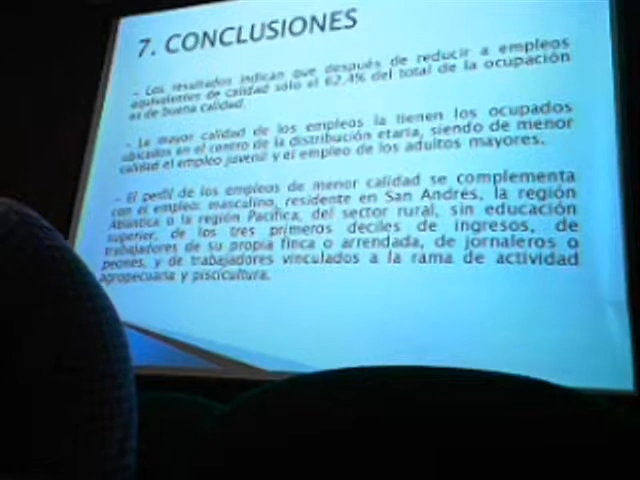 7. CONCLUSIONES
- Los resultados indican que después de reducir a empleos
equivalentes de calidad sólo el 62,4% del total de la ocupación
es de buena calidad.
- La mayor calidad de los empleos la tienen los ocupados
ubicados en el centro de la distribución etaria, siendo de menor
calidad el empleo juvenil y el empleo de los adultos mayores.
- El perfil de los empleos de menor calidad se complementa
con el empleo: masculino, residente en San Andrés, la región
Atlántica o la región Pacífica, del sector rural, sin educación
superior, de los tres primeros deciles de ingresos, de
trabajadores de su propia finca o arrendada, de jornaleros o
peones, y de trabajadores vinculados a la rama de actividad
agropecuaria y piscicultura.